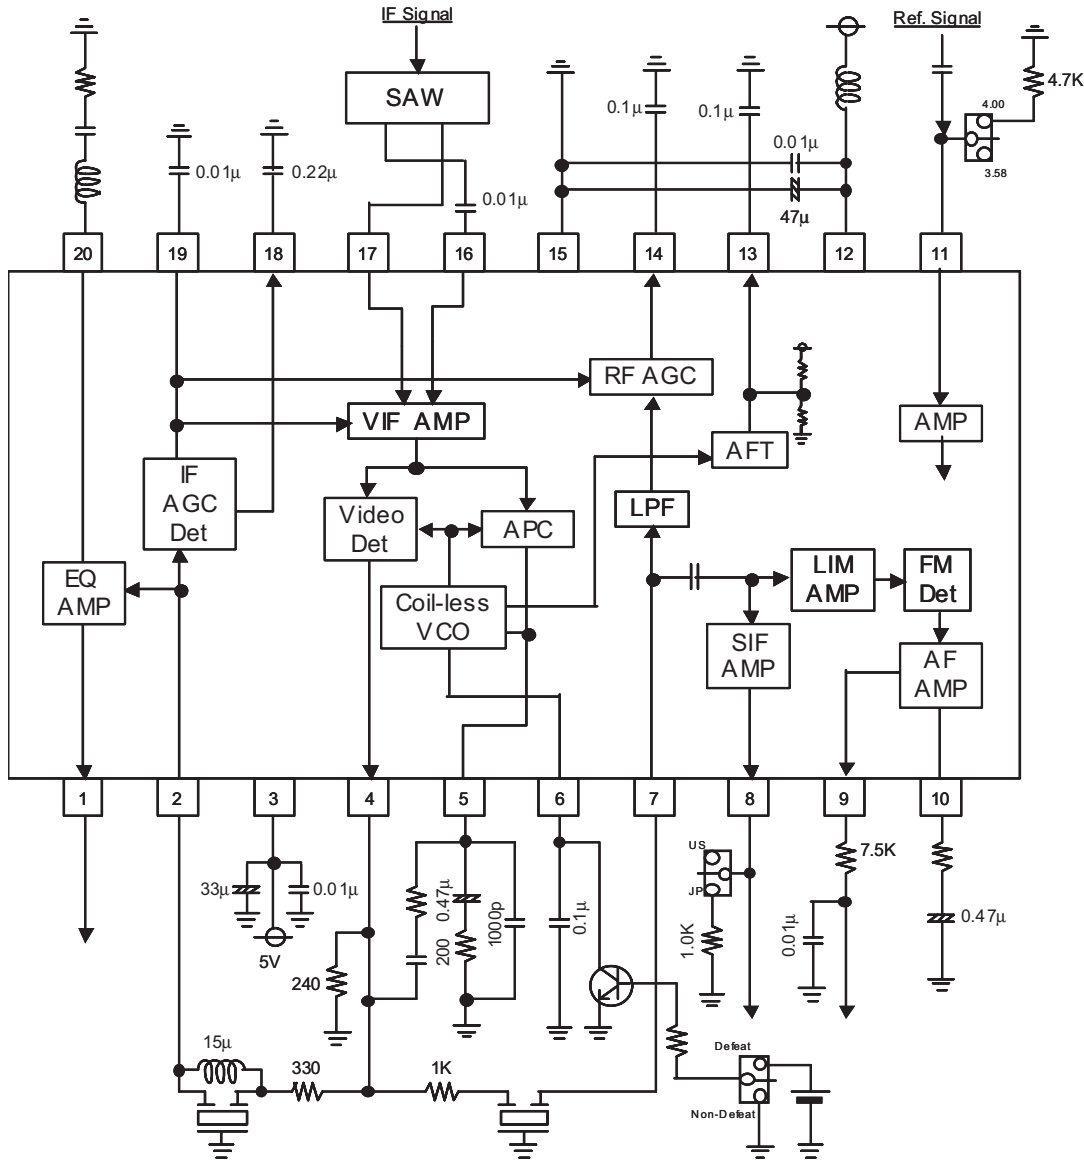 IF Signal
Ref. Signal
4.7K
4.00
3.58
SAW
0.1µ
0.1µ
0.01µ
47µ
0.01µ
0.22µ
0.01µ
20
19
18
17
16
15
14
13
12
11
RF AGC
VIF AMP
AMP
AFT
IF
AGC
Det
Video
Det
APC
LPF
EQ
AMP
Coil-less
VCO
LIM
AMP
FM
Det
SIF
AMP
AF
AMP
1
2
3
4
5
6
7
8
9
10
33µ
0.01µ
5V
240
0.47µ
200
1000p
0.1µ
US
JP
1.0K
7.5K
0.01µ
0.47µ
15µ
330
1K
Defeat
Non-Defeat